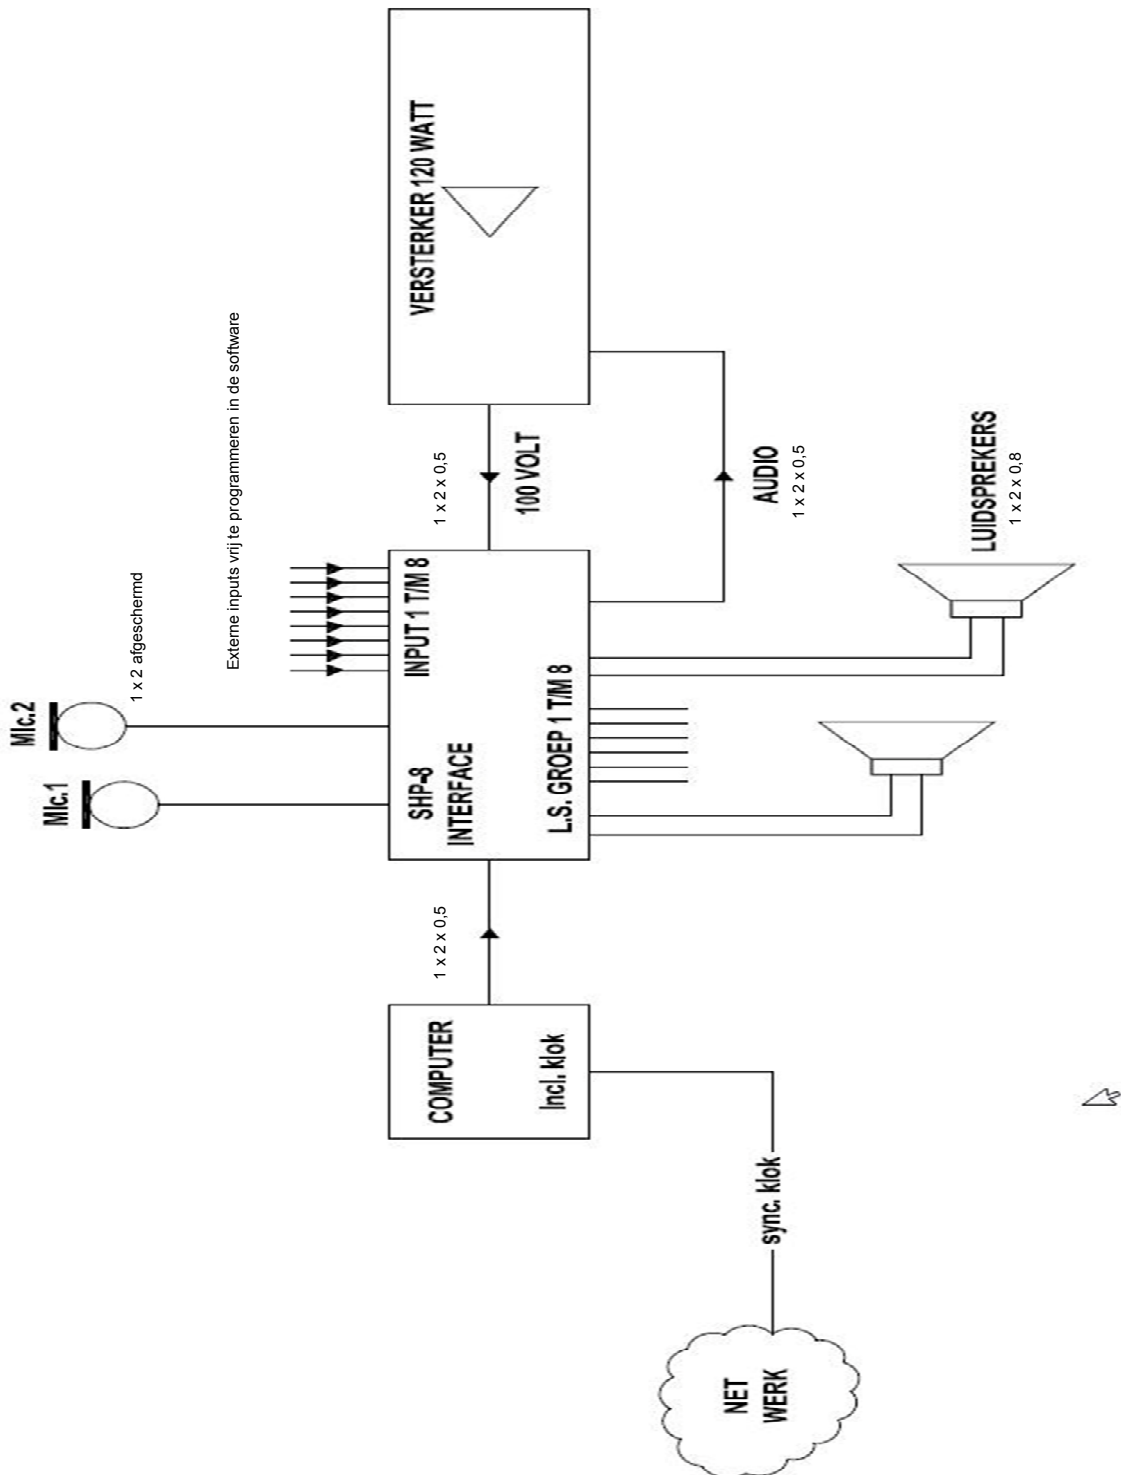 MIc.1
MIc.2
1 x 2 afgeschermd
Externe inputs vrij te programmeren in de software
NET
WERK
sync. klok
COMPUTER
Incl. klok
1 x 2 x 0,5
SHP-8
INTERFACE
INPUT 1 T/M 8
L.S. GROEP 1 T/M 8
1 x 2 x 0,5
100 VOLT
VERSTERKER 120 WATT
AUDIO
1 x 2 x 0,5
LUIDSPREKERS
1 x 2 x 0,8